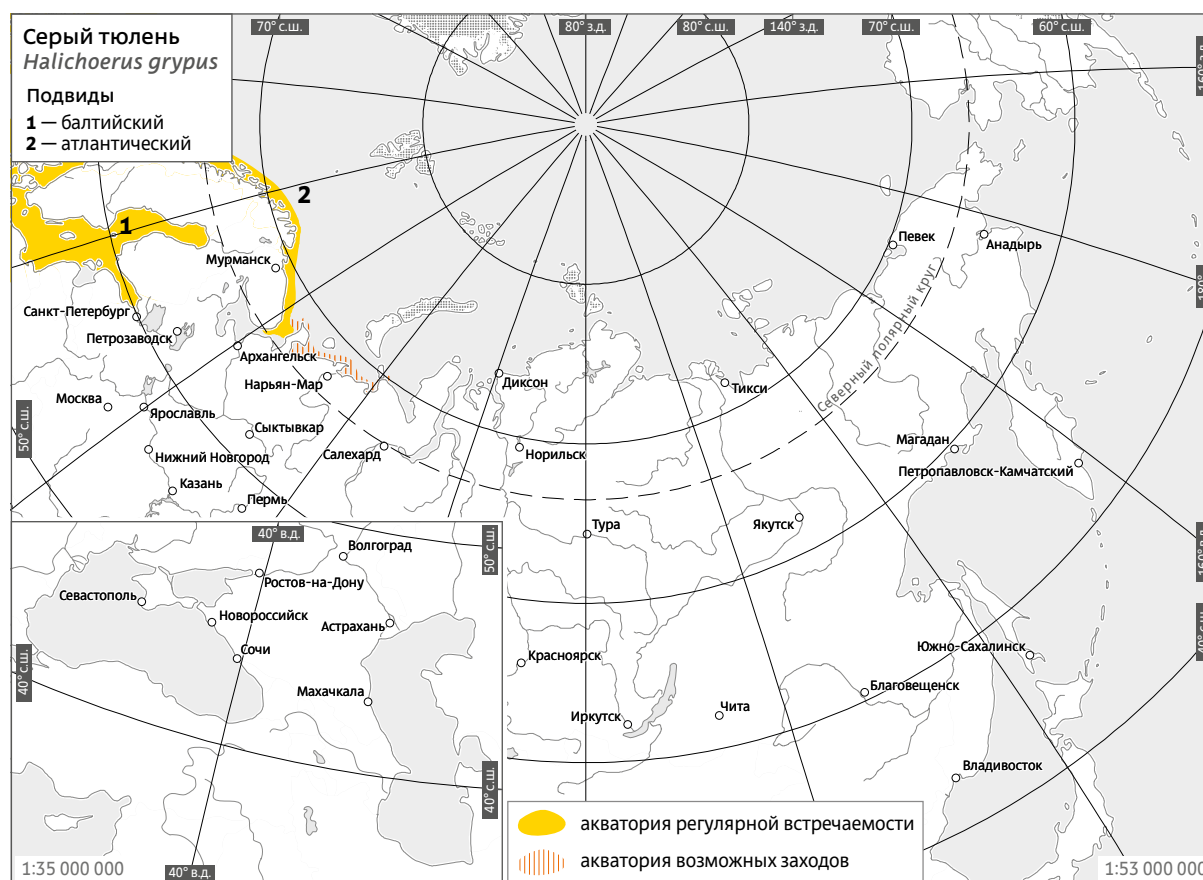 Серый тюлень
Halichoerus grypus
Подвиды
1 — балтийский
2 — атлантический
70° с.ш.
80° з.д.
80° с.ш.
140° з.д.
70° с.ш.
60° с.ш.
160° з.д.
2
1
Певек
Анадырь
Мурманск
180°
Северный полярный круг
Санкт-Петербург
Петрозаводск
Архангельск
Нарьян-Мар
Диксон
Тикси
Москва
Ярославль
50° с.ш.
Сыктывкар
Магадан
Нижний Новгород
Салехард
Норильск
Петропавловск-Камчатский
Казань
Пермь
Тура
Якутск
40° в.д.
Волгоград
50° с.ш.
160° в.д.
Ростов-на-Дону
Севастополь
Новороссийск
Астрахань
Сочи
40° с.ш.
Красноярск
Южно-Сахалинск
40° с.ш.
Махачкала
Благовещенск
Иркутск
Чита
Владивосток
40° с.ш.
акватория регулярной встречаемости
акватория возможных заходов
1:35 000 000
40° в.д.
1:53 000 000